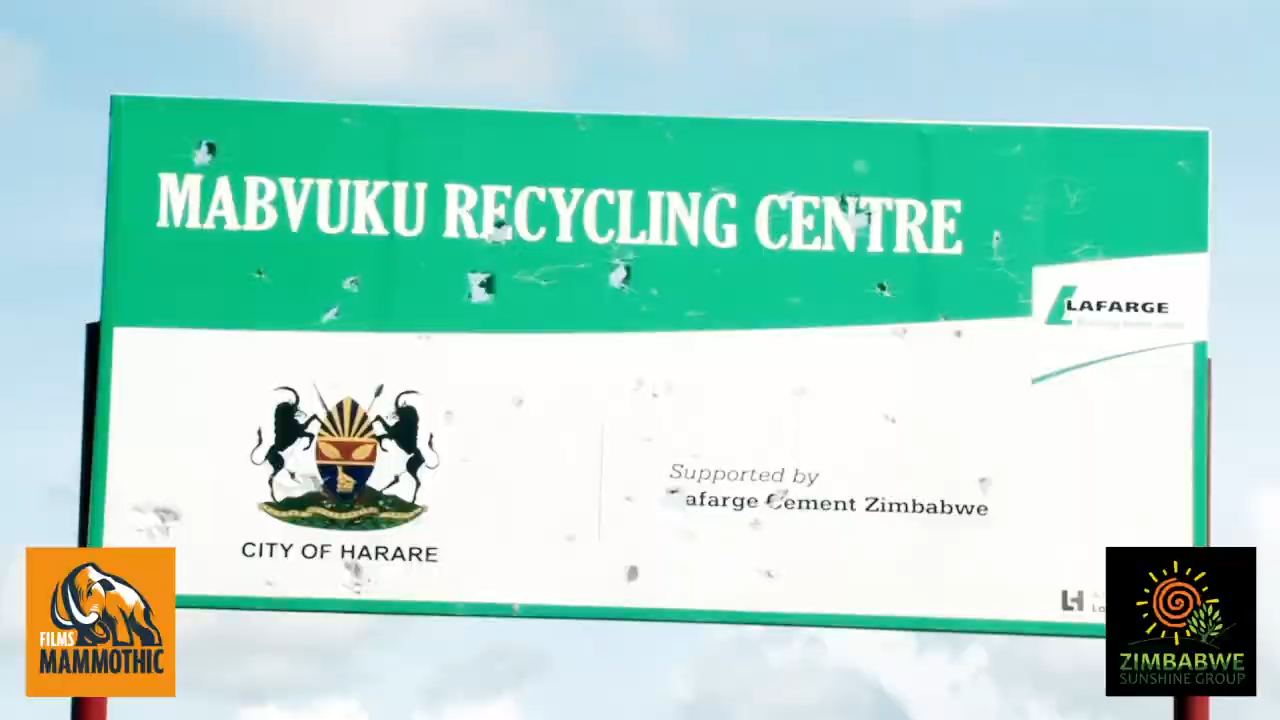 MABVUKU RECYCLING CENTRE
LAFARGE
Supported by
afarge Cement Zimbabwe
CITY OF HARARE
FILMS
MAMMOTHIC
ZIMBABWE
SUNSHINE GROUP